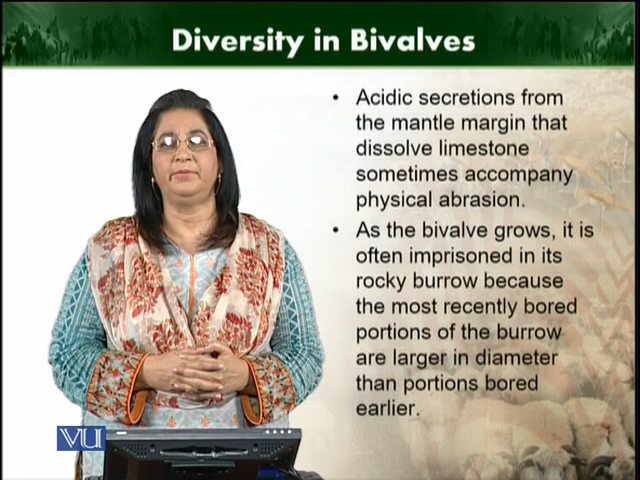 Diversity in Bivalves
• Acidic secretions from
the mantle margin that
dissolve limestone
sometimes accompany
physical abrasion.
• As the bivalve grows, it is
often imprisoned in its
rocky burrow because
the most recently bored
portions of the burrow
are larger in diameter
than portions bored
earlier.
VU